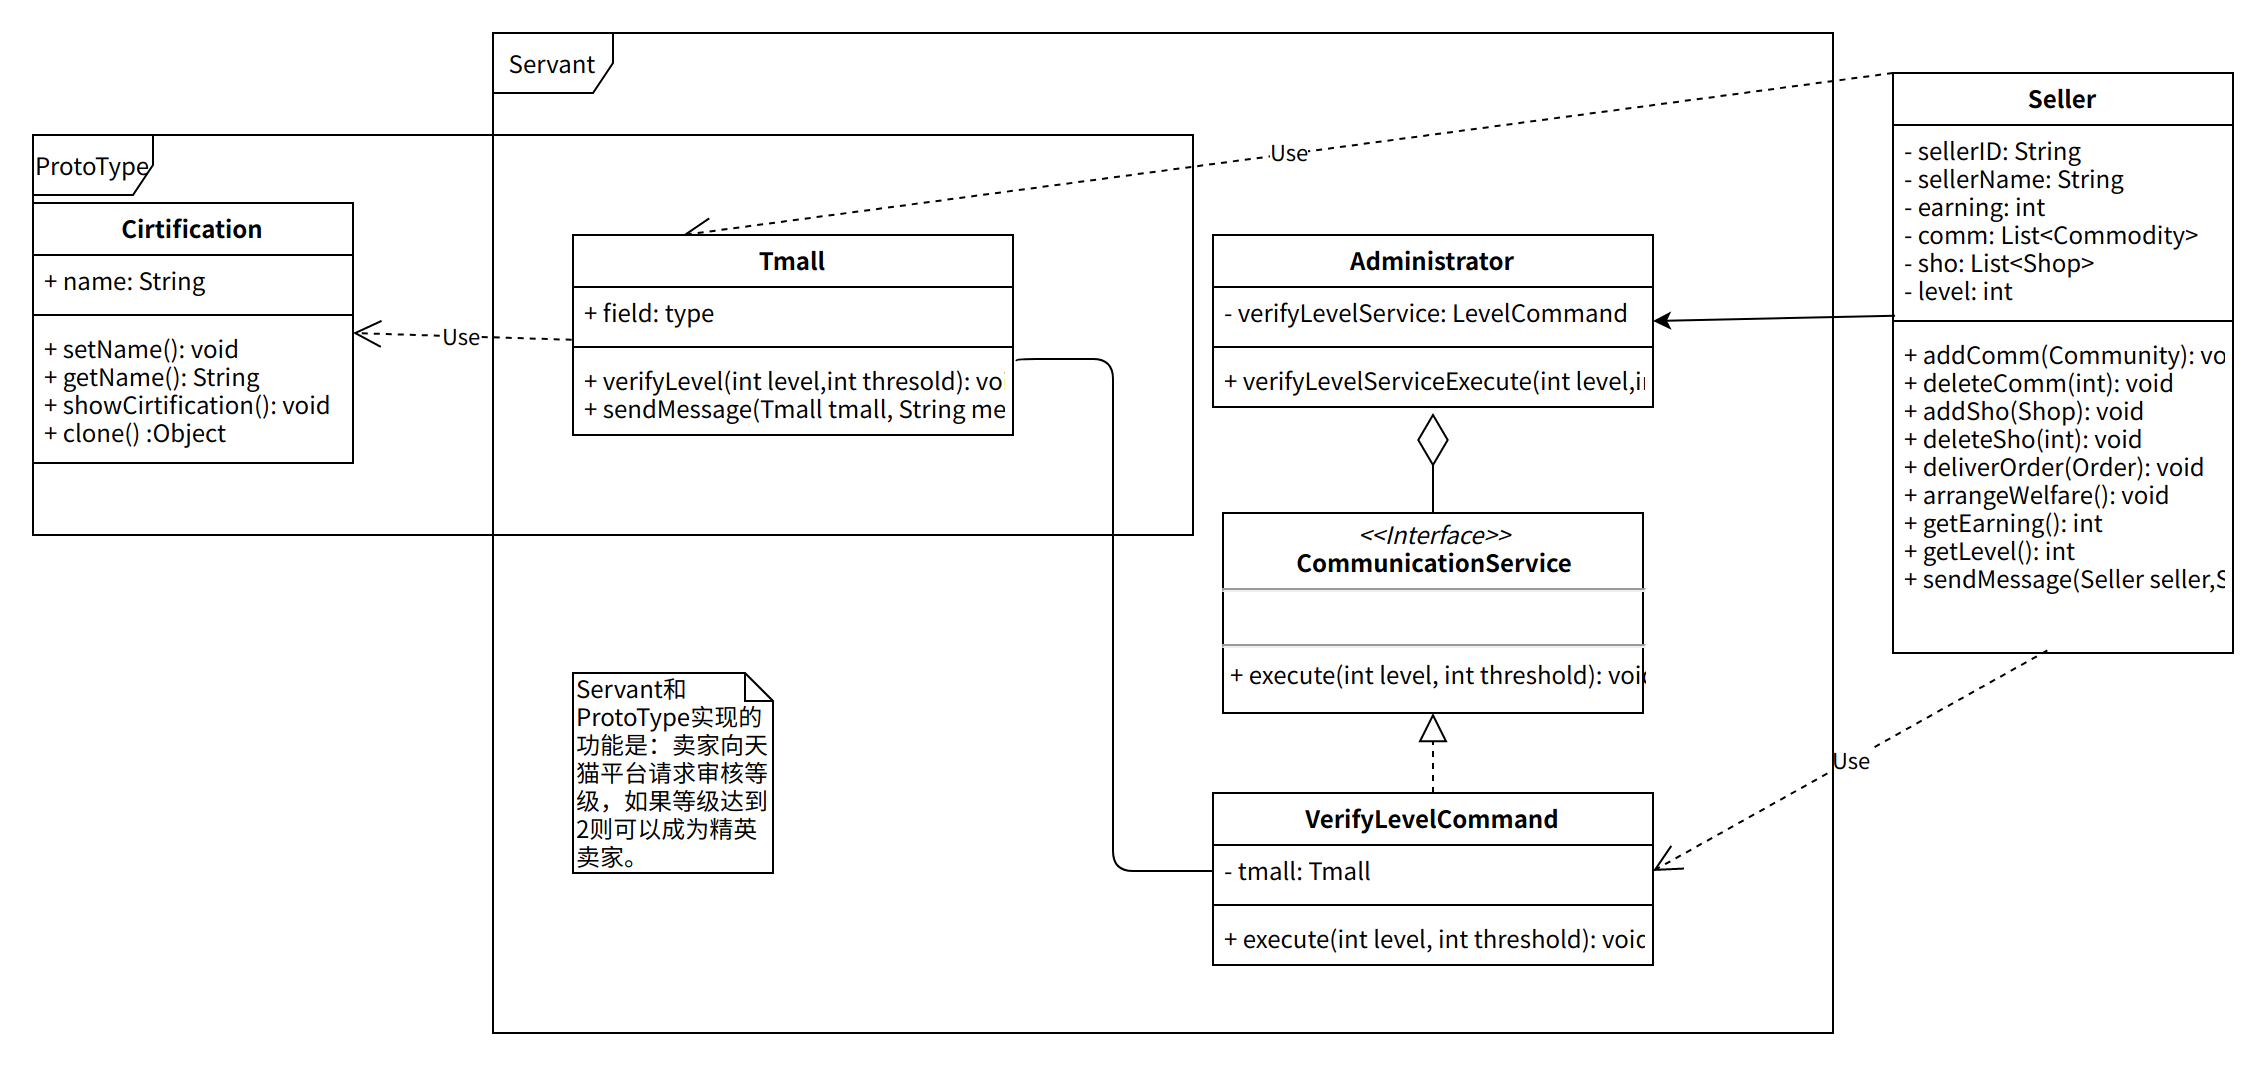 Servant
ProtoType
Cirtification
+ name: String
+ setName(): void
+ getName(): String
+ showCirtification(): void
+ clone() :Object
Use
Tmall
+ field: type
+ verifyLevel(int level,int thresold): vo
+ sendMessage(Tmall tmall, String me
Use
Administrator
- verifyLevelService: LevelCommand
+ verifyLevelServiceExecute(int level,i
<<Interface>>
CommunicationService
+ execute(int level, int threshold): void
VerifyLevelCommand
- tmall: Tmall
+ execute(int level, int threshold): void
Servant和
ProtoType实现的
功能是：卖家向天
猫平台请求审核等
级，如果等级达到
2则可以成为精英
卖家。
Seller
- sellerID: String
- sellerName: String
- earning: int
- comm: List<Commodity>
- sho: List<Shop>
- level: int
+ addComm(Community): vo
+ deleteComm(int): void
+ addSho(Shop): void
+ deleteSho(int): void
+ deliverOrder(Order): void
+ arrangeWelfare(): void
+ getEarning(): int
+ getLevel(): int
+ sendMessage(Seller seller,S
Use